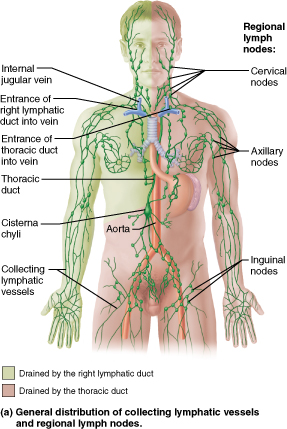 Regional
lymph
nodes:
Internal
jugular vein
Entrance of
right lymphatic
duct into vein
Entrance of
thoracic duct
into vein
Thoracic
duct
Cisterna
chyli
Aorta
Collecting
lymphatic
vessels
Cervical
nodes
Axillary
nodes
Inguinal
nodes
Drained by the right lymphatic duct
Drained by the thoracic duct
(a) General distribution of collecting lymphatic vessels
and regional lymph nodes.